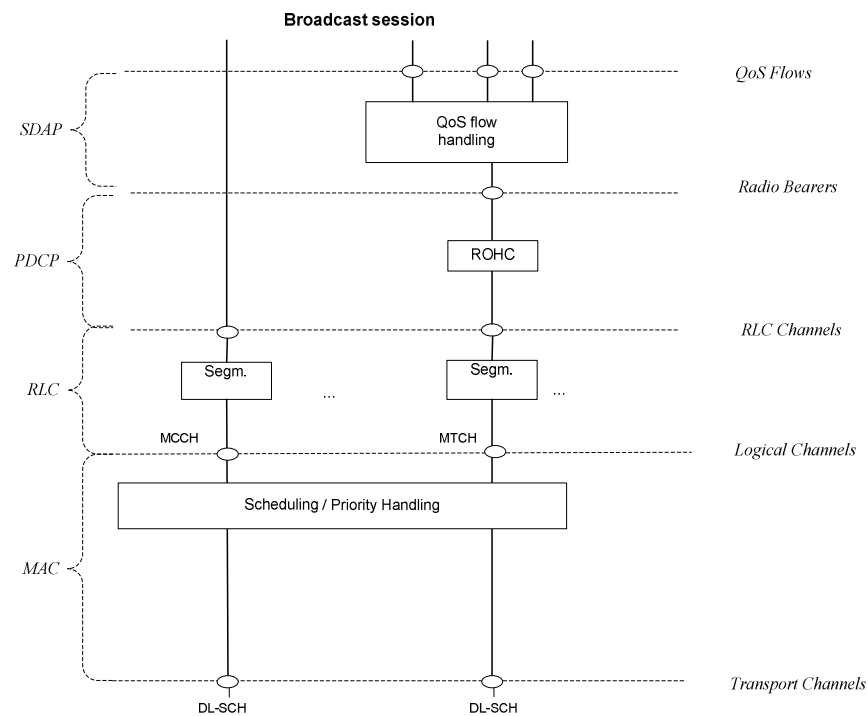 Broadcast session
QoS Flows
SDAP
QoS flow
handling
Radio Bearers
PDCP
ROHC
RLC Channels
RLC
Segm.
...
Segm.
...
MCCH
MTCH
Logical Channels
Scheduling / Priority Handling
MAC
Transport Channels
DL-SCH
DL-SCH